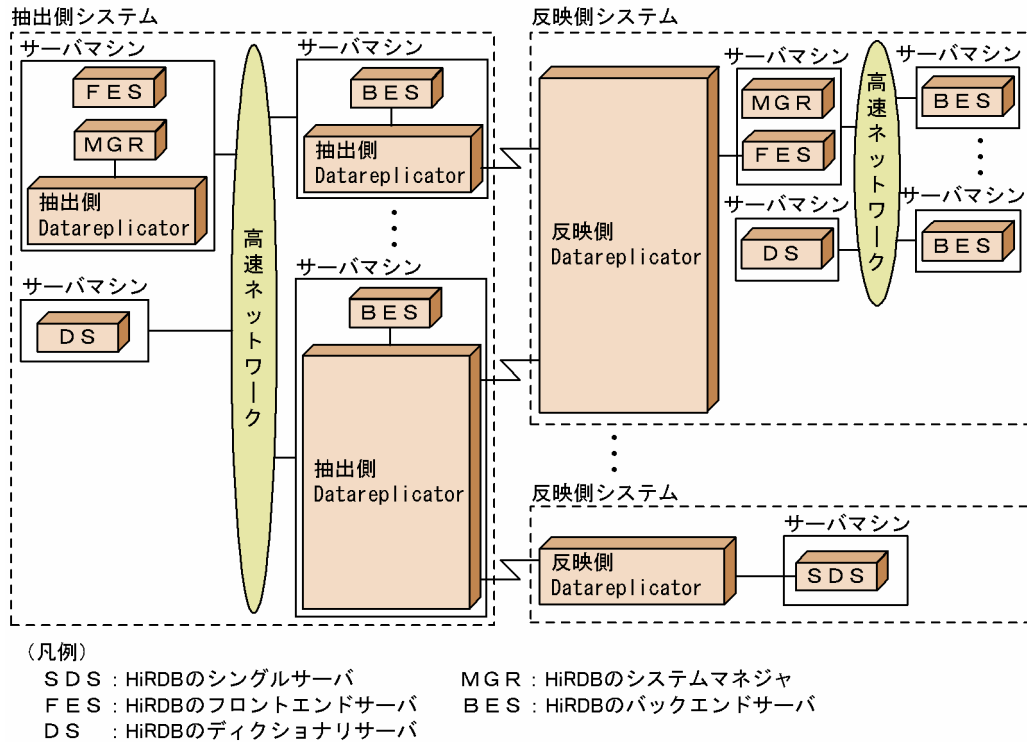 抽出側システム
サーバマシン
ＦＥＳ
ＭＧＲ
抽出側
Datareplicator
サーバマシン
ＤＳ
高速ネットワーク
サーバマシン
ＢＥＳ
抽出側
Datareplicator
サーバマシン
ＢＥＳ
抽出側
Datareplicator
反映側システム
反映側
Datareplicator
サーバマシン
ＭＧＲ
ＦＥＳ
サーバマシン
ＤＳ
高速ネットワーク
サーバマシン
ＢＥＳ
サーバマシン
ＢＥＳ
反映側システム
反映側
Datareplicator
サーバマシン
ＳＤＳ
（凡例）
ＳＤＳ：HiRDBのシングルサーバ
ＭＧＲ：HiRDBのシステムマネジャ
ＦＥＳ：HiRDBのフロントエンドサーバ
ＢＥＳ：HiRDBのバックエンドサーバ
ＤＳ　：HiRDBのディクショナリサーバ